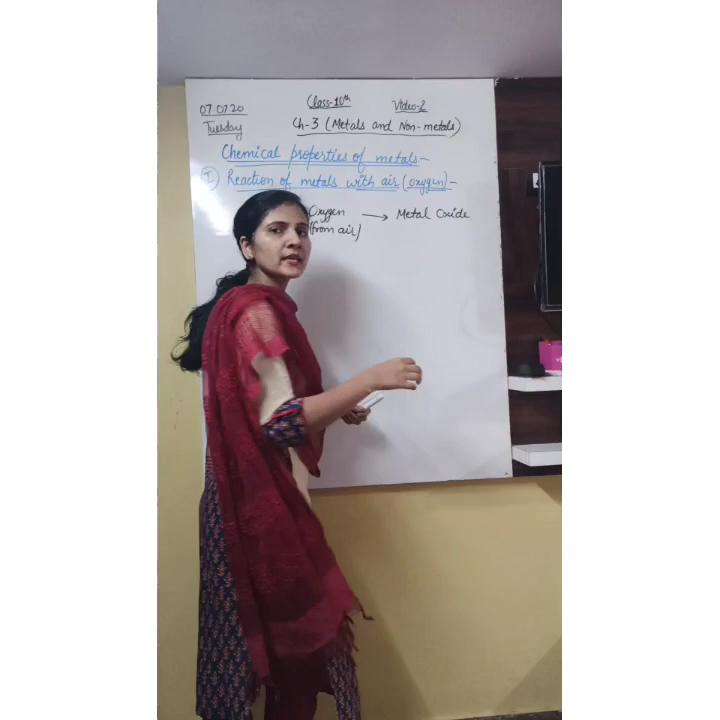 07.07.20 Class-10th Video-2
Tuesday Ch-3 (Metals and Non-metals)
Chemical properties of metals-
I) Reaction of metals with air (oxygen)-
Oxygen → Metal Oxide
(from air)